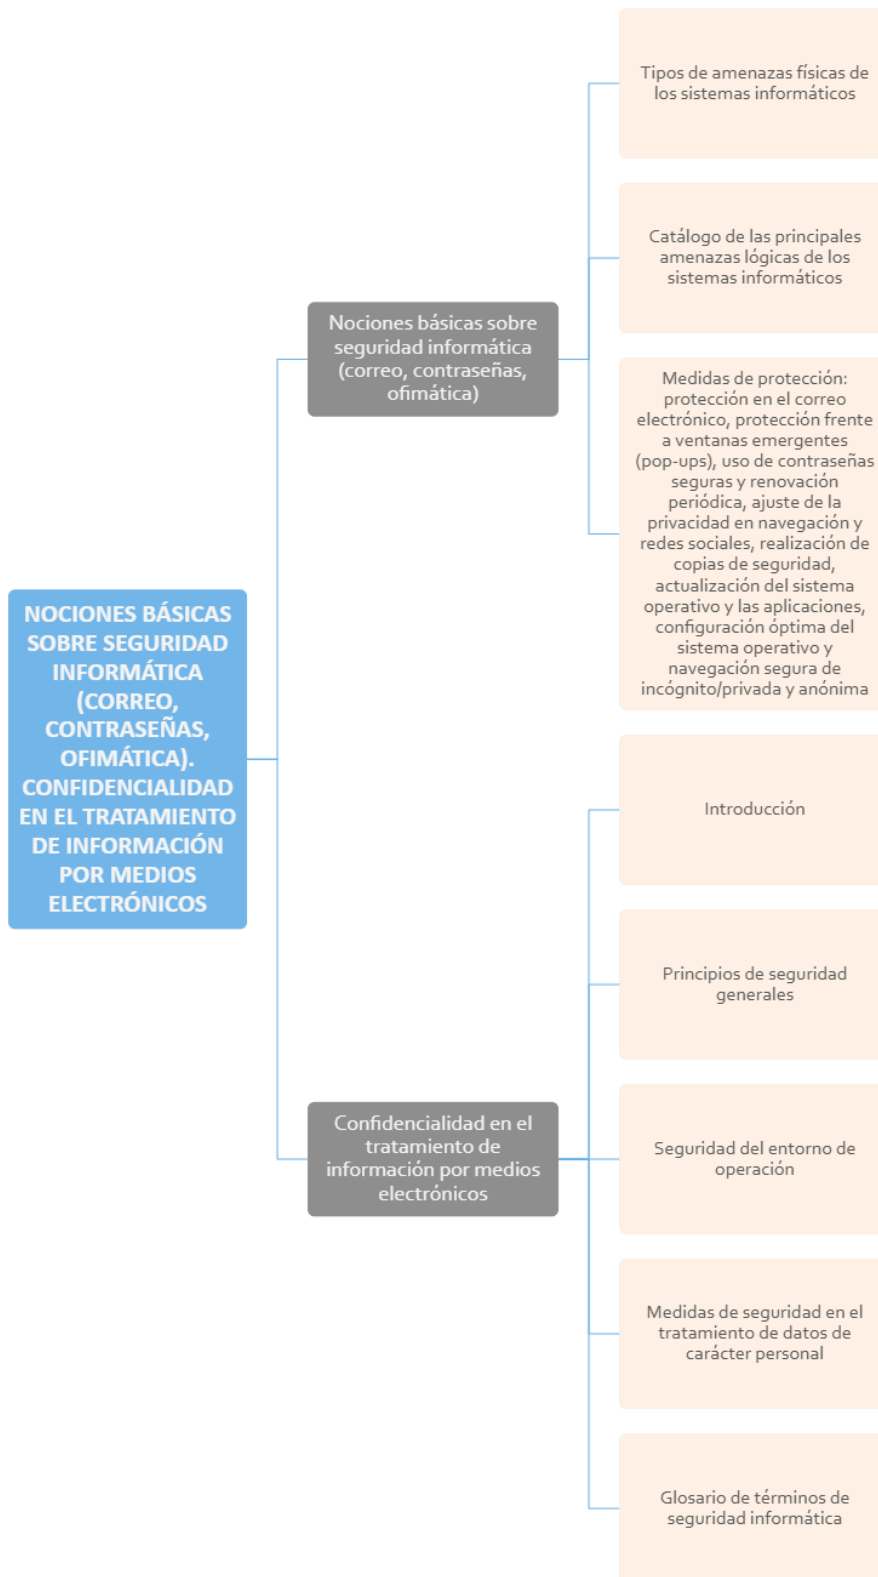 Tipos de amenazas físicas de
los sistemas informáticos
Catálogo de las principales
amenazas lógicas de los
sistemas informáticos
Nociones básicas sobre
seguridad informática
(correo, contraseñas,
ofimática)
Medidas de protección:
protección en el correo
electrónico, protección frente
a ventanas emergentes
(pop-ups), uso de contraseñas
seguras y renovación
periódica, ajuste de la
privacidad en navegación y
redes sociales, realización de
copias de seguridad,
actualización del sistema
operativo y las aplicaciones,
configuración óptima del
sistema operativo y
navegación segura de
incógnito/privada y anónima
NOCIONES BÁSICAS
SOBRE SEGURIDAD
INFORMÁTICA
(CORREO,
CONTRASEÑAS,
OFIMÁTICA).
CONFIDENCIALIDAD
EN EL TRATAMIENTO
DE INFORMACIÓN
POR MEDIOS
ELECTRÓNICOS
Introducción
Principios de seguridad
generales
Confidencialidad en el
tratamiento de
información por medios
electrónicos
Seguridad del entorno de
operación
Medidas de seguridad en el
tratamiento de datos de
carácter personal
Glosario de términos de
seguridad informática